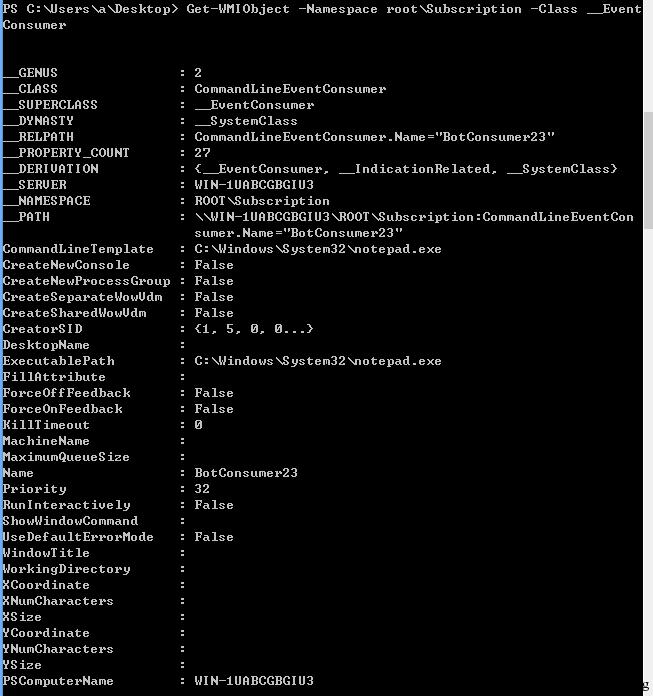 PS C:\Users\a\Desktop> Get-WMIObject -Namespace root\Subscription -Class __Event
Consumer
__GENUS : 2
__CLASS : CommandLineEventConsumer
__SUPERCLASS : __EventConsumer
__DYNASTY : __SystemClass
__RELPATH : CommandLineEventConsumer.Name="BotConsumer23"
__PROPERTY_COUNT : 27
__DERIVATION : {__EventConsumer, __IndicationRelated, __SystemClass}
__SERVER : WIN-1UABCGBGIU3
__NAMESPACE : ROOT\Subscription
__PATH : \\WIN-1UABCGBGIU3\ROOT\Subscription:CommandLineEventCon
sumer.Name="BotConsumer23"
CommandLineTemplate : C:\Windows\System32\notepad.exe
CreateNewConsole : False
CreateNewProcessGroup : False
CreateSeparateWowVdm : False
CreateSharedWowVdm : False
CreatorSID : {1, 5, 0, 0...}
DesktopName :
ExecutablePath : C:\Windows\System32\notepad.exe
FillAttribute :
ForceOffFeedback : False
ForceOnFeedback : False
KillTimeout : 0
MachineName :
MaximumQueueSize :
Name : BotConsumer23
Priority : 32
RunInteractively : False
ShowWindowCommand :
UseDefaultErrorMode : False
WindowTitle :
WorkingDirectory :
XCoordinate :
XNumCharacters :
XSize :
YCoordinate :
YNumCharacters :
YSize :
PSComputerName : WIN-1UABCGBGIU3
g